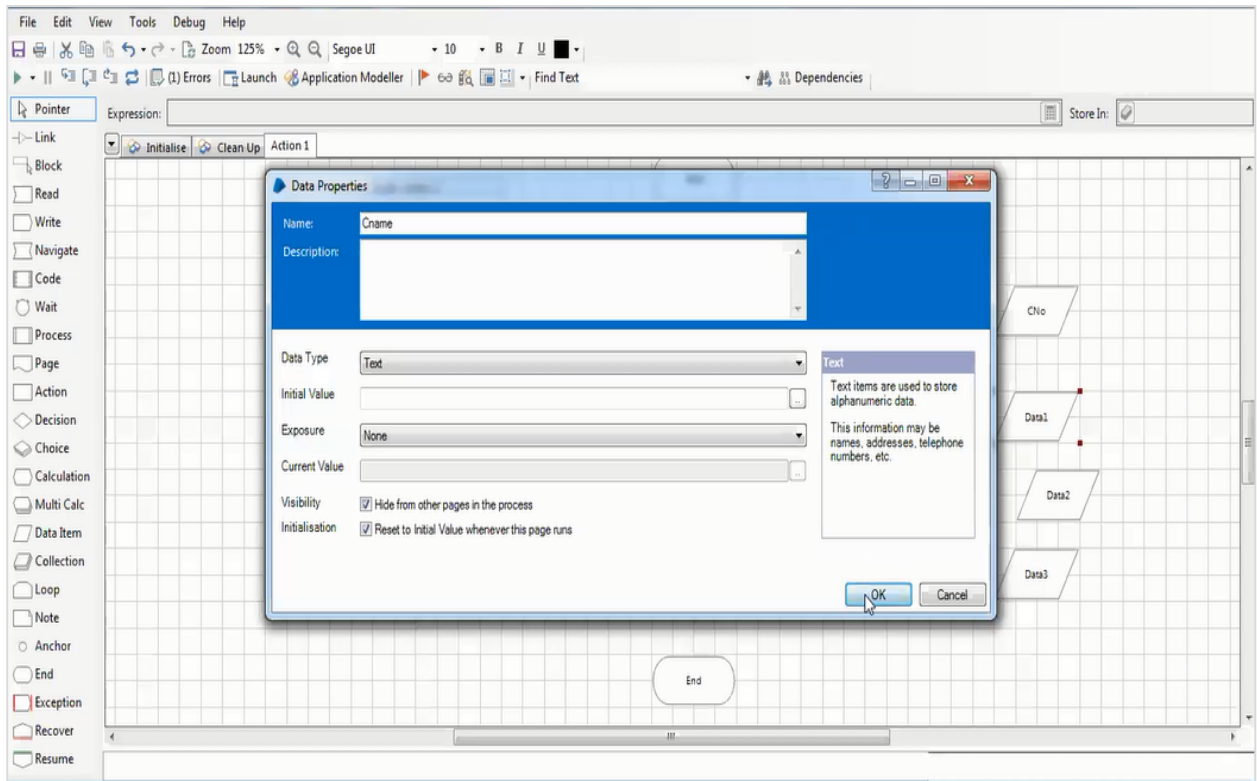 File Edit View Tools Debug Help
Zoom 125% Segoe UI 10 B I U
(1) Errors Launch Application Modeller Find Text Dependencies
Pointer
Expression: Store In:
Link
Initialise Clean Up Action 1
Block
Read
Write
Navigate
Code
Wait
Process
Page
Action
Decision
Choice
Calculation
Multi Calc
Data Item
Collection
Loop
Note
Anchor
End
Exception
Recover
Resume
Data Properties
Name: Cname
Description:
Data Type Text
Initial Value
Exposure None
Current Value
Visibility Hide from other pages in the process
Initialisation Reset to Initial Value whenever this page runs
Text
Text items are used to store
alphanumeric data.
This information may be
names, addresses, telephone
numbers, etc.
OK Cancel
CNo
Data1
Data2
Data3
End